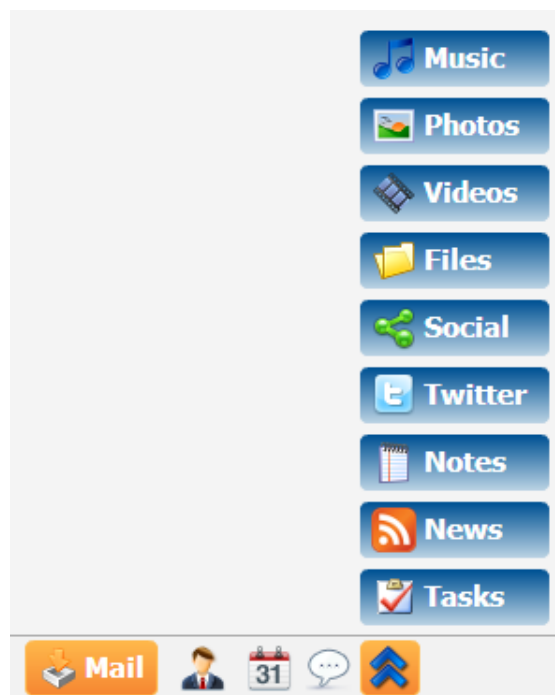 Music
Photos
Videos
Files
Social
Twitter
Notes
News
Tasks
Mail
31